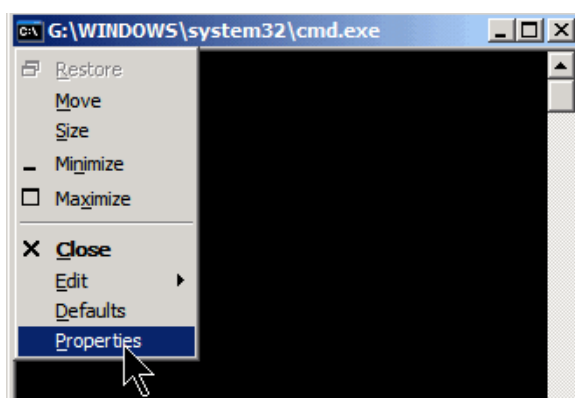 G:\WINDOWS\system32\cmd.exe
Restore
Move
Size
Minimize
Maximize
Close
Edit
Defaults
Properties